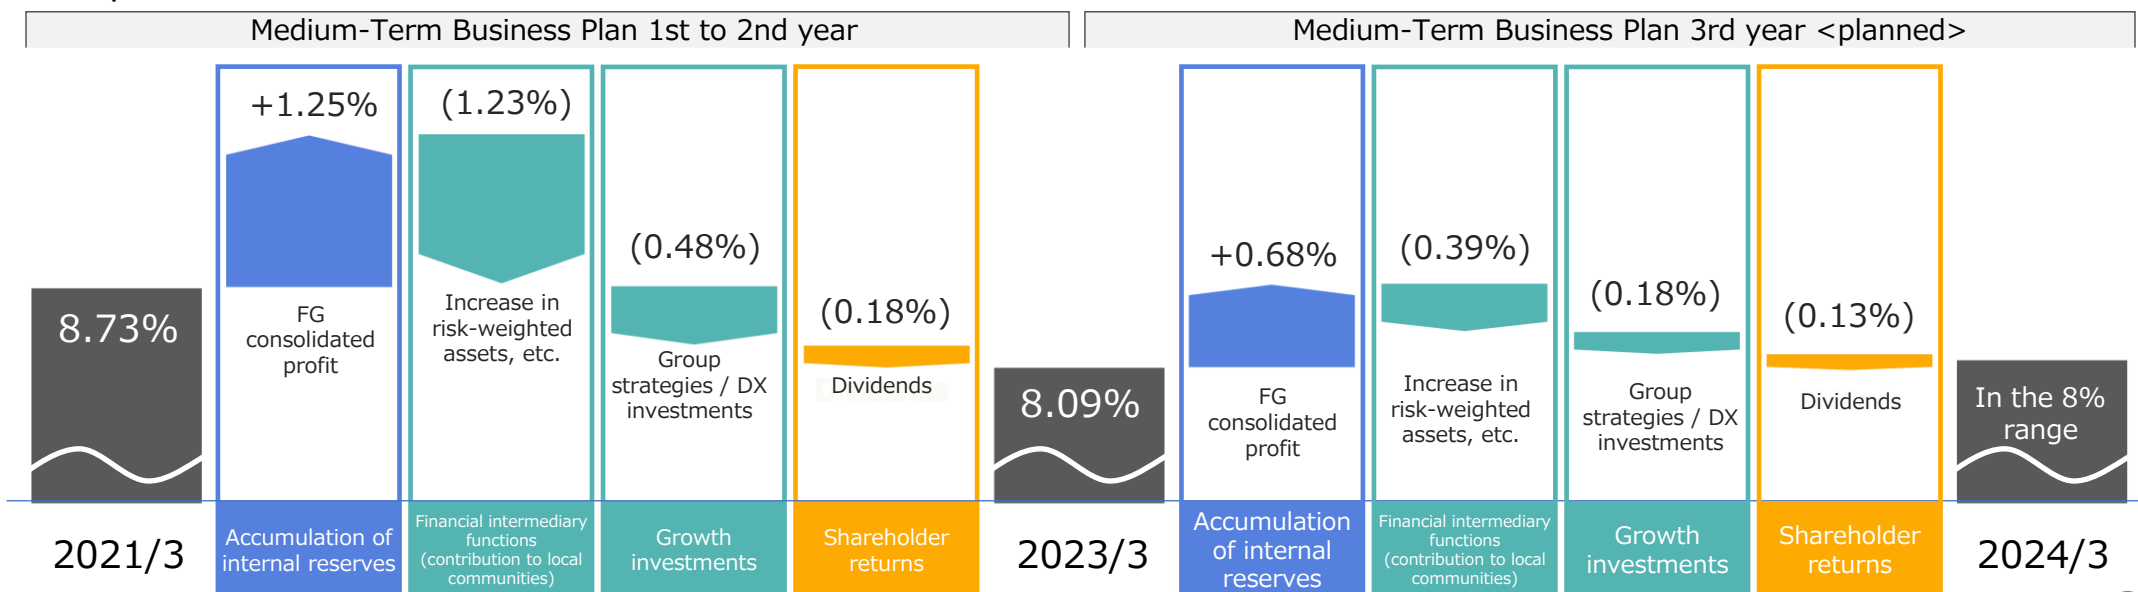 Medium-Term Business Plan 1st to 2nd year
Medium-Term Business Plan 3rd year <planned>
8.73%
2021/3
+1.25%
FG
consolidated
profit
Accumulation of
internal reserves
(1.23%)
Increase in
risk-weighted
assets, etc.
Financial intermediary
functions
(contribution to local
communities)
(0.48%)
Group
strategies / DX
investments
Growth
investments
(0.18%)
Dividends
Shareholder
returns
8.09%
2023/3
+0.68%
FG
consolidated
profit
Accumulation
of internal
reserves
(0.39%)
Increase in
risk-weighted
assets, etc.
Financial intermediary
functions
(contribution to local
communities)
(0.18%)
Group
strategies / DX
investments
Growth
investments
(0.13%)
Dividends
Shareholder
returns
In the 8%
range
2024/3